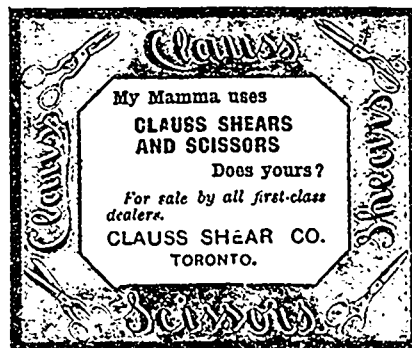 Clauss
My Mamma uses
CLAUSS SHEARS
AND SCISSORS
Does yours?
For sale by all first-class
dealers.
CLAUSS SHEAR CO.
TORONTO.
Clauss
Shears
Scissors